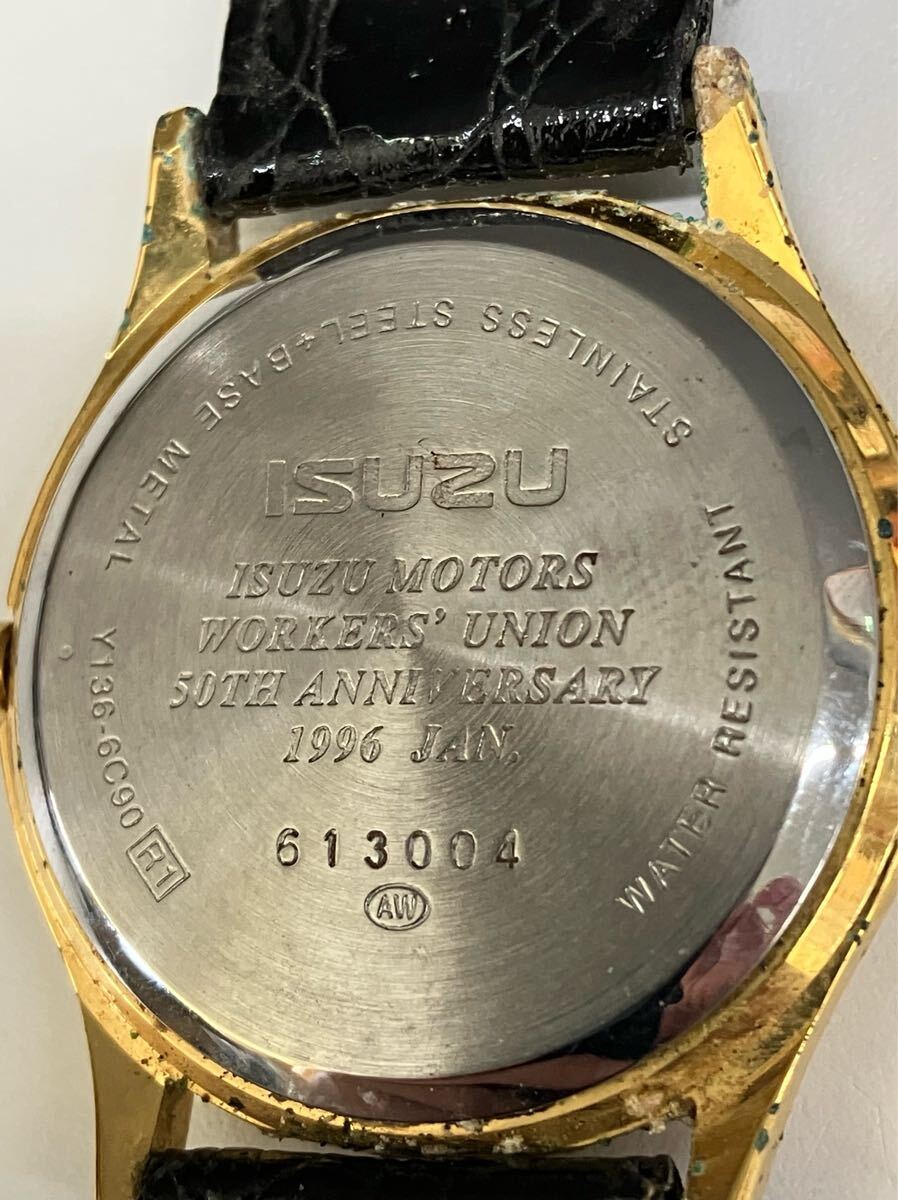 STAINLESS STEEL+BASE METAL
ISUZU
ISUZU MOTORS
WORKERS' UNION
50TH ANNIVERSARY
1996 JAN.
613004
AW
Y136-6C90 R1
WATER RESISTANT